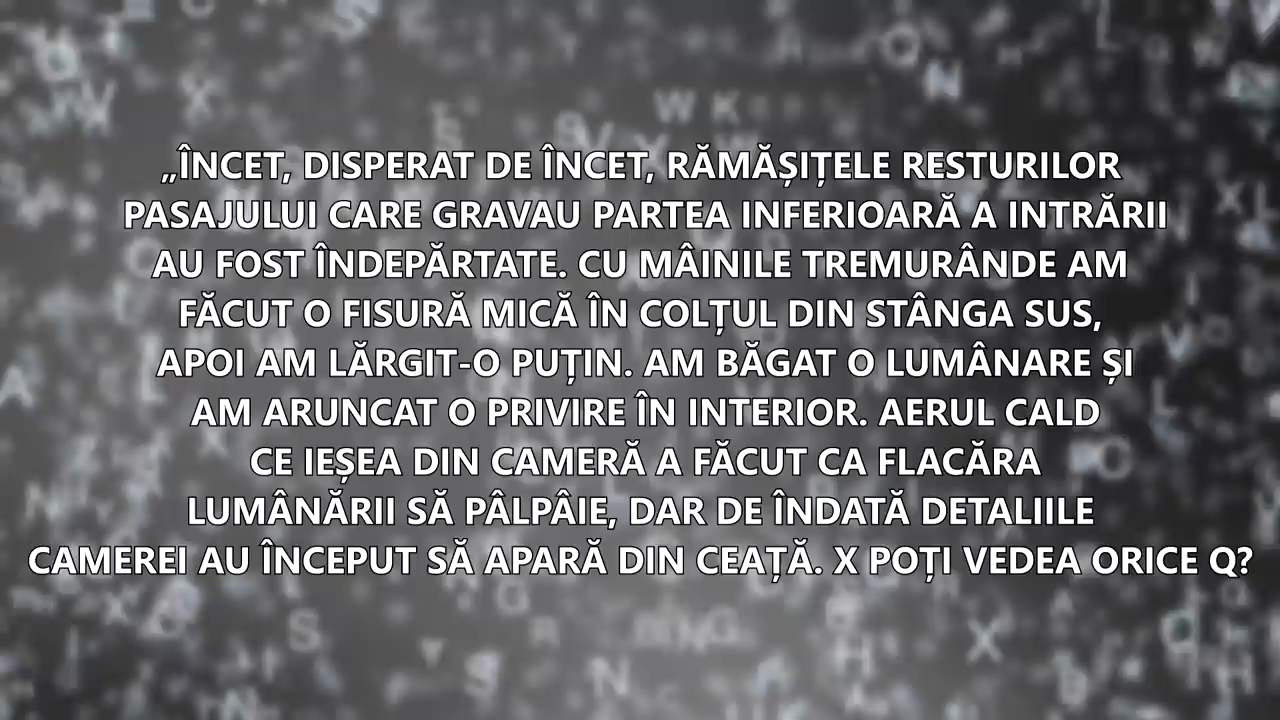 „ÎNCET, DISPERAT DE ÎNCET, RĂMĂȘIȚELE RESTURILOR
PASAJULUI CARE GRAVAU PARTEA INFERIOARĂ A INTRĂRII
AU FOST ÎNDEPĂRTATE. CU MÂINILE TREMURÂNDE AM
FĂCUT O FISURĂ MICĂ ÎN COLȚUL DIN STÂNGA SUS,
APOI AM LĂRGIT-O PUȚIN. AM BĂGAT O LUMÂNARE ȘI
AM ARUNCAT O PRIVIRE ÎN INTERIOR. AERUL CALD
CE IEȘEA DIN CAMERĂ A FĂCUT CA FLACĂRA
LUMÂNĂRII SĂ PÂLPÂIE, DAR DE ÎNDATĂ DETALIILE
CAMEREI AU ÎNCEPUT SĂ APARĂ DIN CEAȚĂ. X POȚI VEDEA ORICE Q?